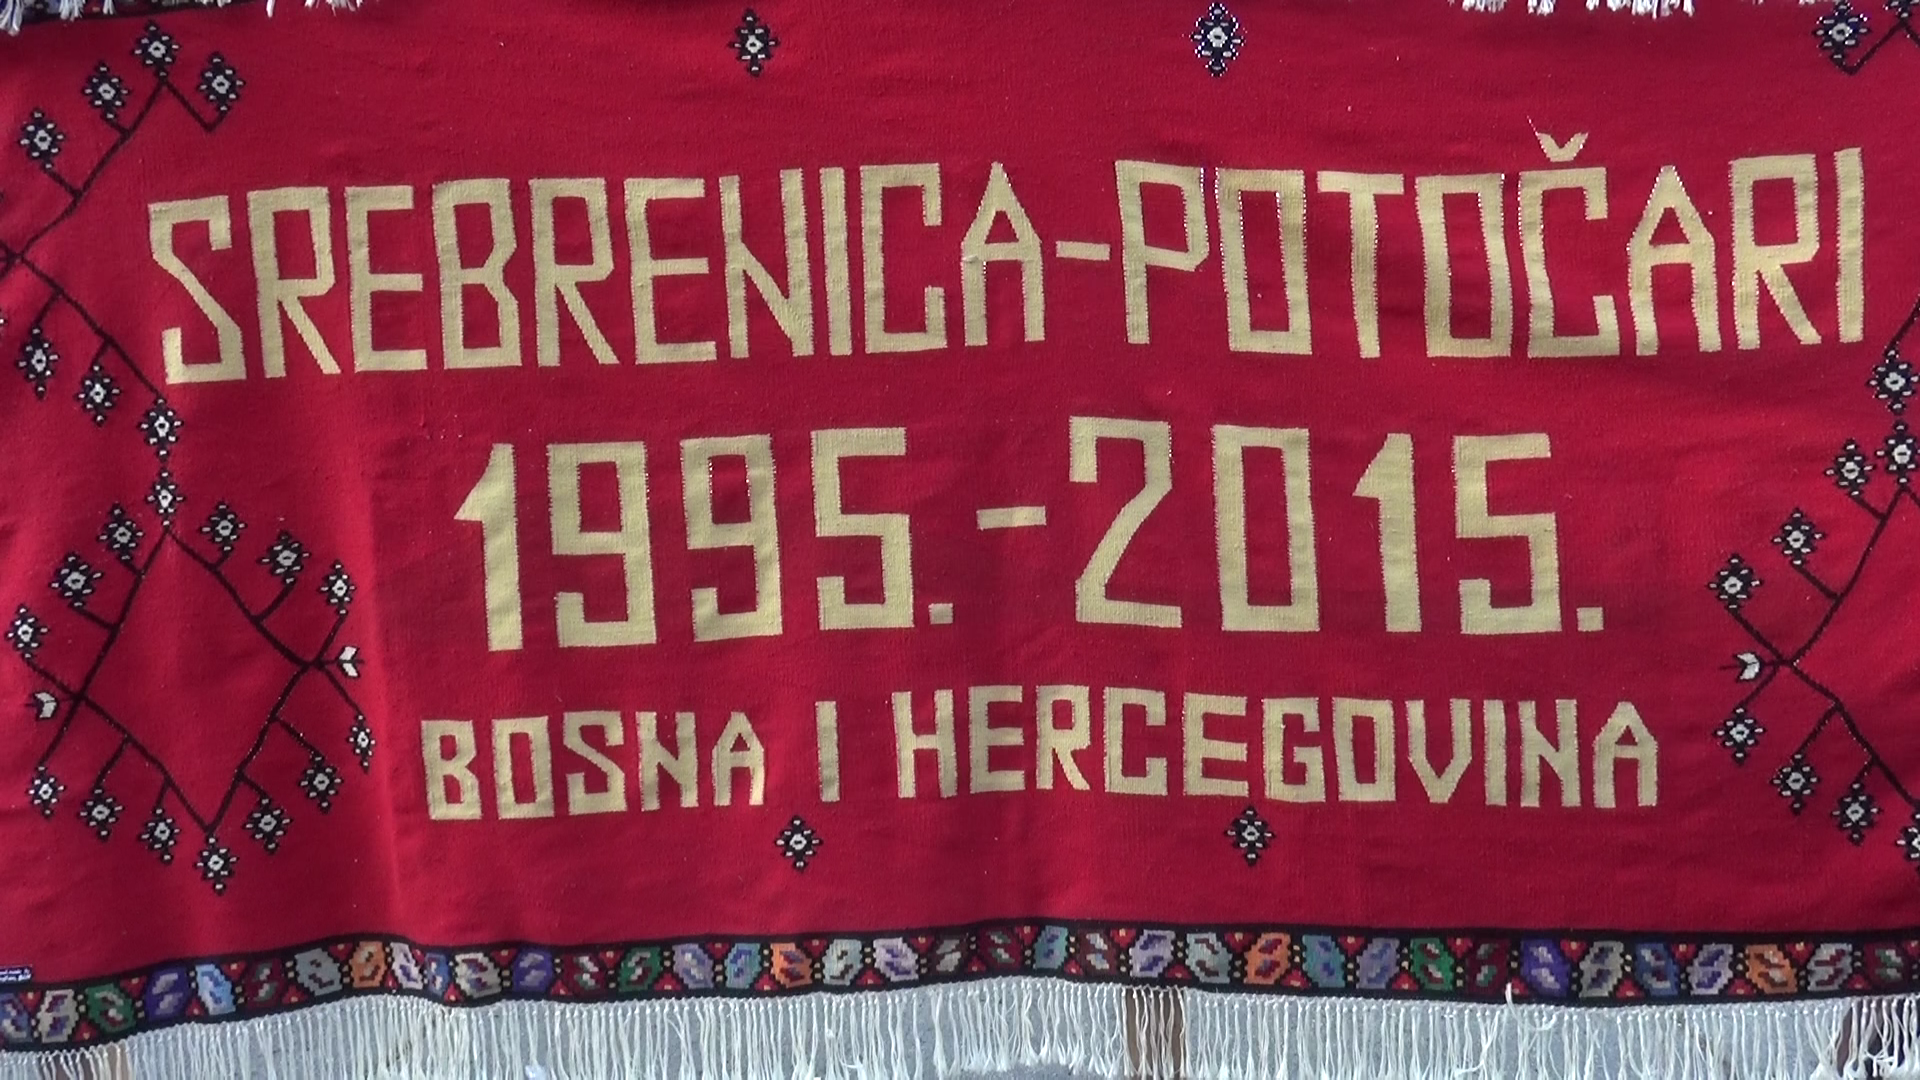 SREBRENICA-POTOČARI
1995.-2015.
BOSNA I HERCEGOVINA